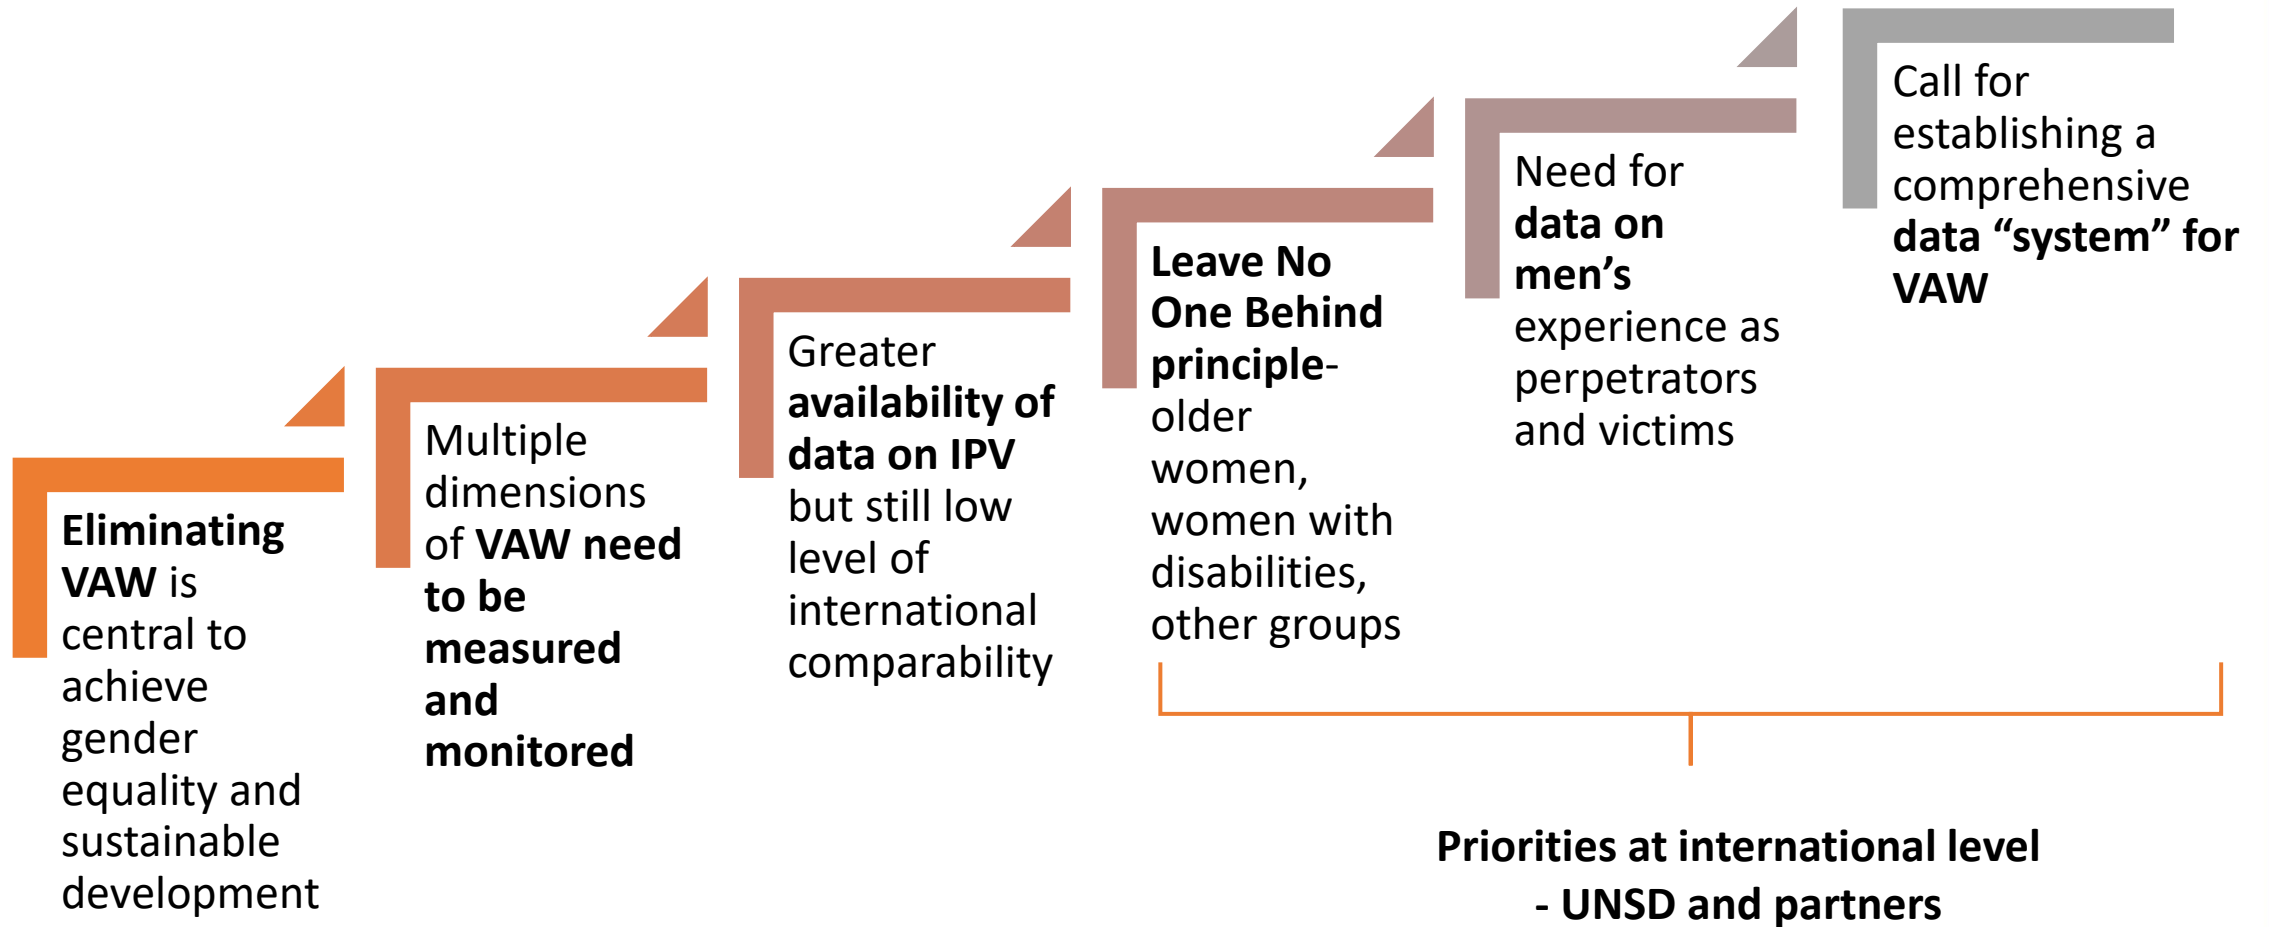 Eliminating
VAW is
central to
achieve
gender
equality and
sustainable
development
Multiple
dimensions
of VAW need
to be
measured
and
monitored
Greater
availability of
data on IPV
but still low
level of
international
comparability
Leave No
One Behind
principle-
older
women,
women with
disabilities,
other groups
Need for
data on
men’s
experience as
perpetrators
and victims
Call for
establishing a
comprehensive
data “system” for
VAW
Priorities at international level
- UNSD and partners